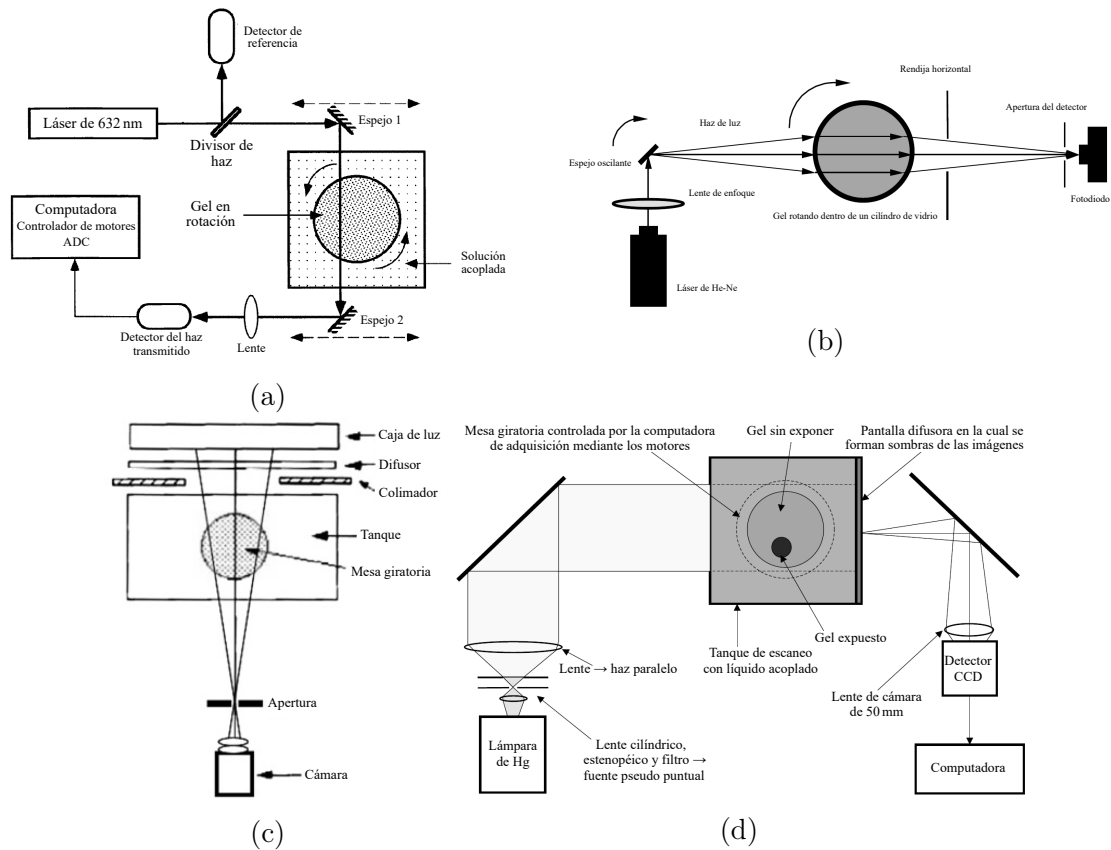 Detector de
referencia
Láser de 632 nm
Divisor de
haz
Espejo 1
Gel en
rotación
Computadora
Controlador de motores
ADC
Solución
acoplada
Espejo 2
Detector del haz
transmitido
Lente
(a)
Rendija horizontal
Apertura del detector
Haz de luz
Espejo oscilante
Lente de enfoque
Fotodiodo
Gel rotando dentro de un cilindro de vidrio
Láser de He-Ne
(b)
Caja de luz
Difusor
Colimador
Tanque
Mesa giratoria
Apertura
Cámara
(c)
Mesa giratoria controlada por la computadora
de adquisición mediante los motores
Gel sin exponer
Pantalla difusora en la cual se
forman sombras de las imágenes
Gel expuesto
Lente → haz paralelo
Tanque de escaneo
con líquido acoplado
Detector
CCD
Lente de cámara
de 50 mm
Lámpara
de Hg
Lente cilíndrico,
estenopéico y filtro →
fuente pseudo puntual
Computadora
(d)